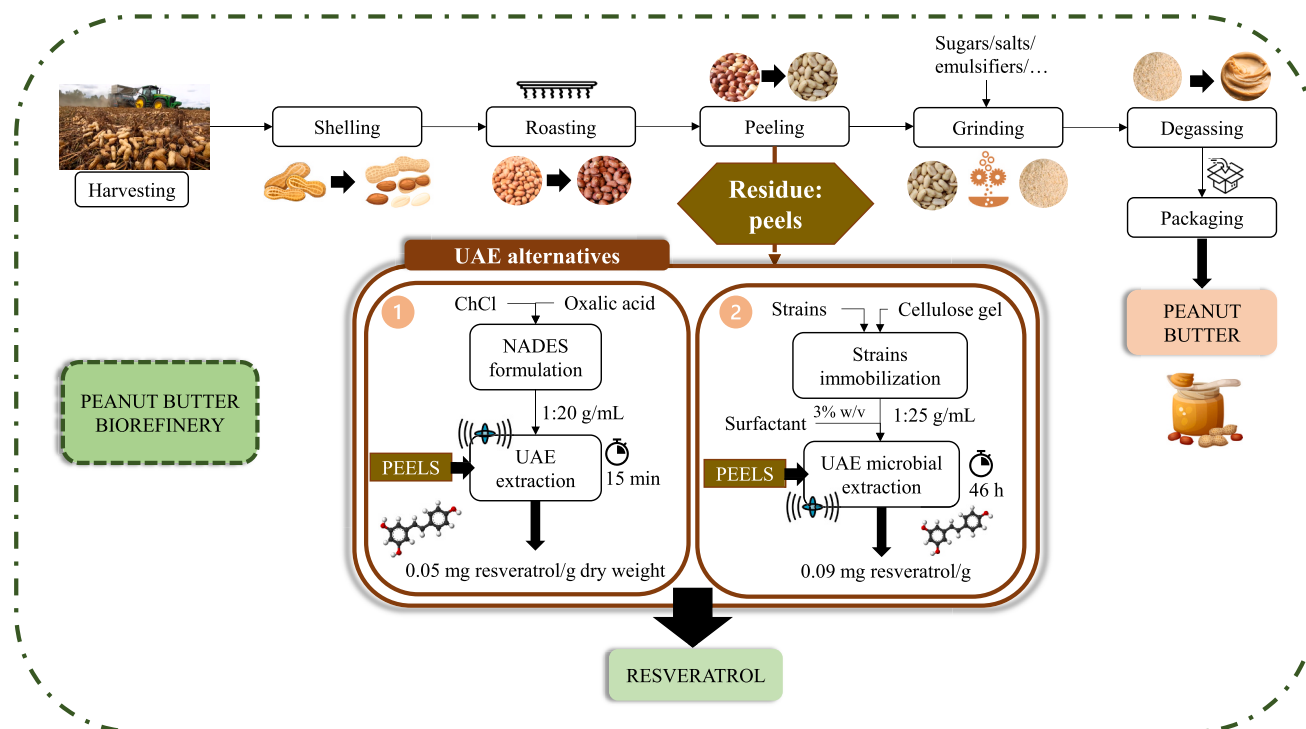 Sugars/salts/
emulsifiers/…
Harvesting
Shelling
Roasting
Peeling
Grinding
Degassing
Packaging
PEANUT
BUTTER
Residue:
peels
UAE alternatives
1
ChCl
Oxalic acid
NADES
formulation
1:20 g/mL
PEELS
UAE
extraction
15 min
0.05 mg resveratrol/g dry weight
2
Strains
Cellulose gel
Strains
immobilization
3% w/v
1:25 g/mL
Surfactant
PEELS
UAE microbial
extraction
46 h
0.09 mg resveratrol/g
PEANUT BUTTER
BIOREFINERY
RESVERATROL